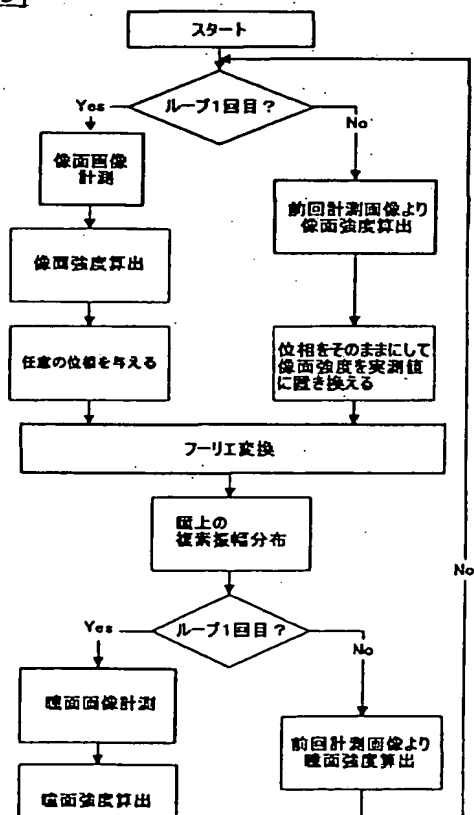 スタート
ループ1回目？
Yes
No
像面画像
計測
前回計測画像より
像面強度算出
像面強度算出
任意の位相を与える
位相をそのままにして
像面強度を実測値
に置き換える
フーリエ変換
面上の
複素振幅分布
No
ループ1回目？
Yes
No
瞳面画像計測
前回計測画像より
瞳面強度算出
瞳面強度算出